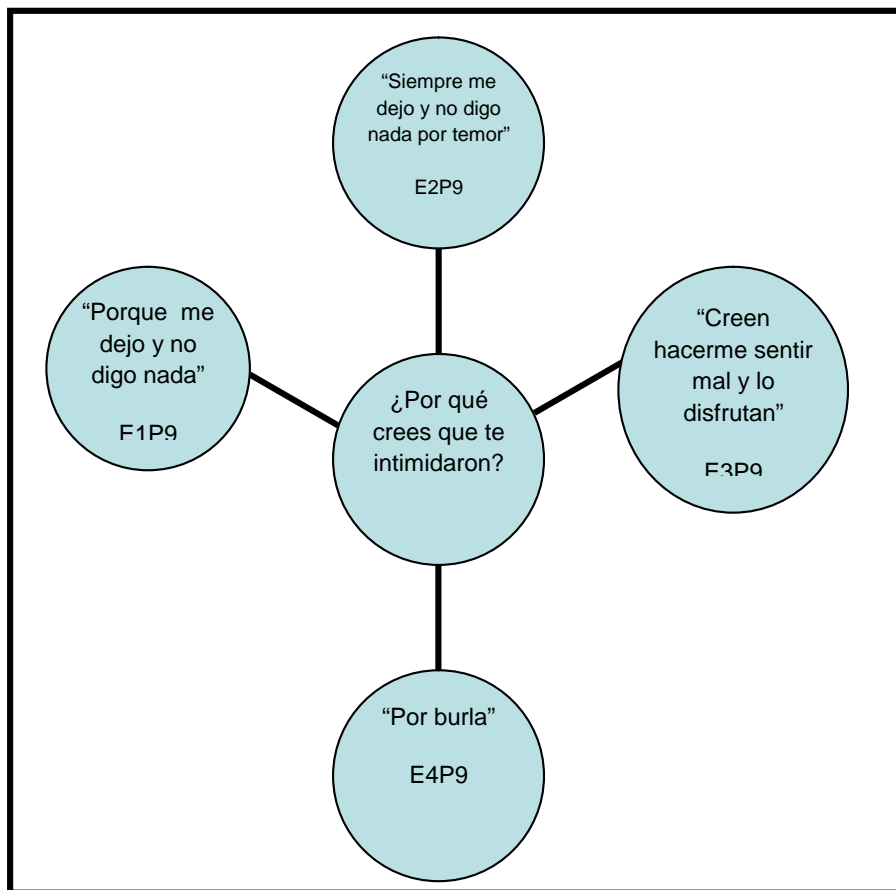 “Siempre me
dejo y no digo
nada por temor”
E2P9
“Porque me
dejo y no
digo nada”
E1P9
“Creen
hacerme sentir
mal y lo
disfrutan”
E3P9
¿Por qué
crees que te
intimidaron?
“Por burla”
E4P9